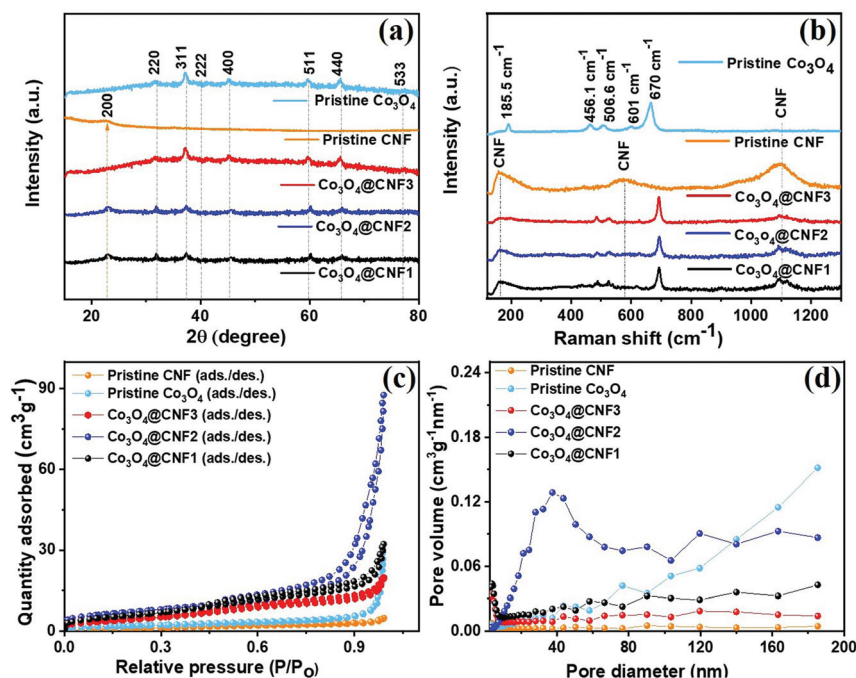 (a)
Intensity (a.u.)
200
220
311
222
400
511
440
533
Pristine Co₃O₄
Pristine CNF
Co₃O₄@CNF3
Co₃O₄@CNF2
Co₃O₄@CNF1
20 40 60 80
2θ (degree)
(b)
Intensity (a.u.)
185.5 cm⁻¹
456.1 cm⁻¹
506.6 cm⁻¹
601 cm⁻¹
670 cm⁻¹
Pristine Co₃O₄
CNF
CNF
CNF
Pristine CNF
Co₃O₄@CNF3
Co₃O₄@CNF2
Co₃O₄@CNF1
200 400 600 800 1100 1200
Raman shift (cm⁻¹)
(c)
Quantity adsorbed (cm³g⁻¹)
90
60
30
0
Pristine CNF (ads./des.)
Pristine Co₃O₄ (ads./des.)
Co₃O₄@CNF3 (ads./des.)
Co₃O₄@CNF2 (ads./des.)
Co₃O₄@CNF1 (ads./des.)
0.0 0.3 0.6 0.9
Relative pressure (P/Po)
(d)
Pore volume (cm³g⁻¹nm⁻¹)
0.24
0.18
0.12
0.06
0.00
Pristine CNF
Pristine Co₃O₄
Co₃O₄@CNF3
Co₃O₄@CNF2
Co₃O₄@CNF1
40 80 120 160 200
Pore diameter (nm)